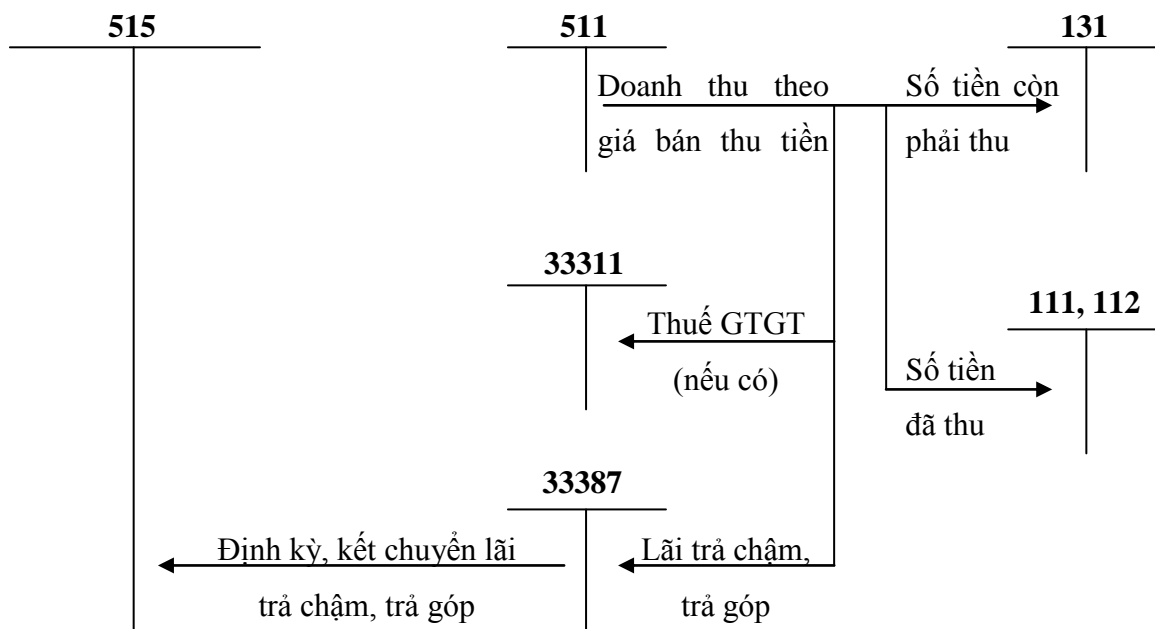 515
511
131
Doanh thu theo
giá bán thu tiền
Số tiền còn
phải thu
33311
111, 112
Thuế GTGT
(nếu có)
Số tiền
đã thu
33387
Định kỳ, kết chuyển lãi
trả chậm, trả góp
Lãi trả chậm,
trả góp